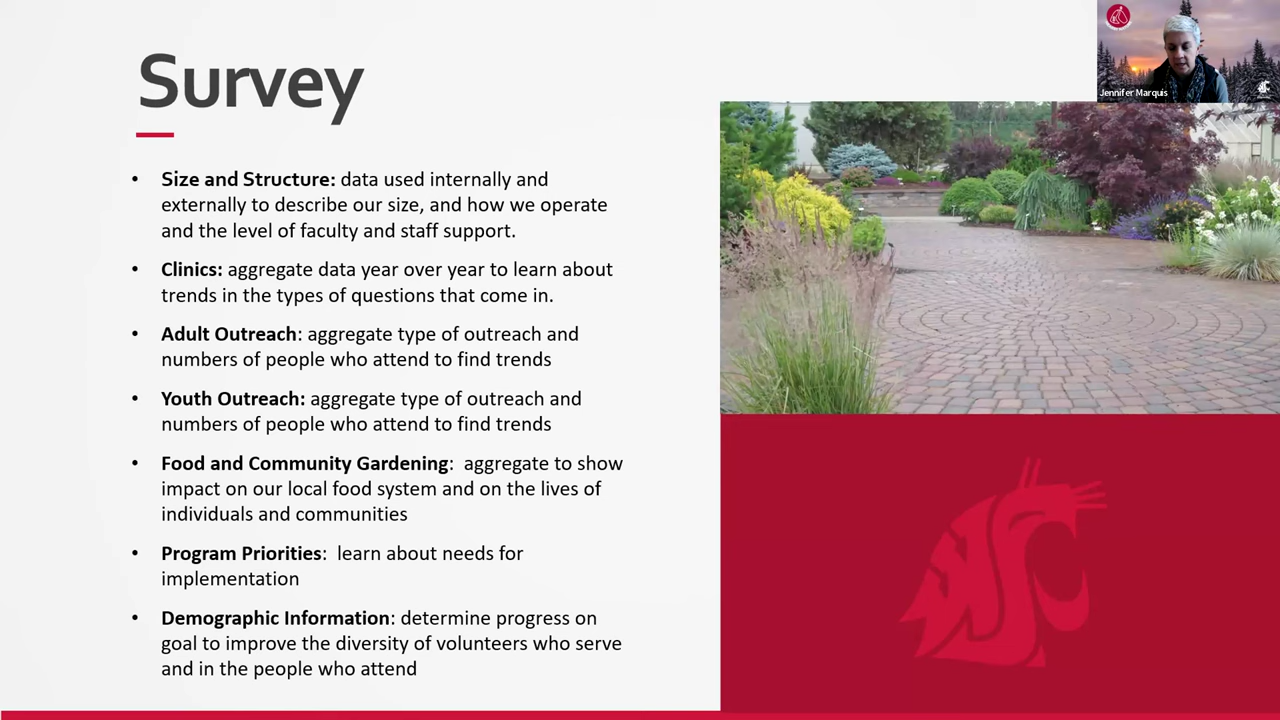 Survey
Jennifer Marquis
• Size and Structure: data used internally and
externally to describe our size, and how we operate
and the level of faculty and staff support.
• Clinics: aggregate data year over year to learn about
trends in the types of questions that come in.
• Adult Outreach: aggregate type of outreach and
numbers of people who attend to find trends
• Youth Outreach: aggregate type of outreach and
numbers of people who attend to find trends
• Food and Community Gardening:  aggregate to show
impact on our local food system and on the lives of
individuals and communities
• Program Priorities:  learn about needs for
implementation
• Demographic Information: determine progress on
goal to improve the diversity of volunteers who serve
and in the people who attend